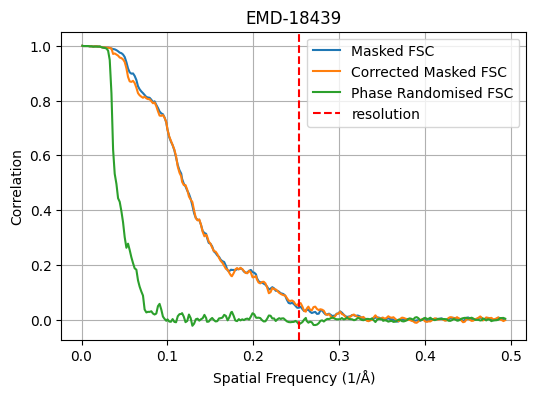 EMD-18439
Masked FSC
Corrected Masked FSC
Phase Randomised FSC
resolution
Correlation
1.0
0.8
0.6
0.4
0.2
0.0
0.0 0.1 0.2 0.3 0.4 0.5
Spatial Frequency (1/Å)